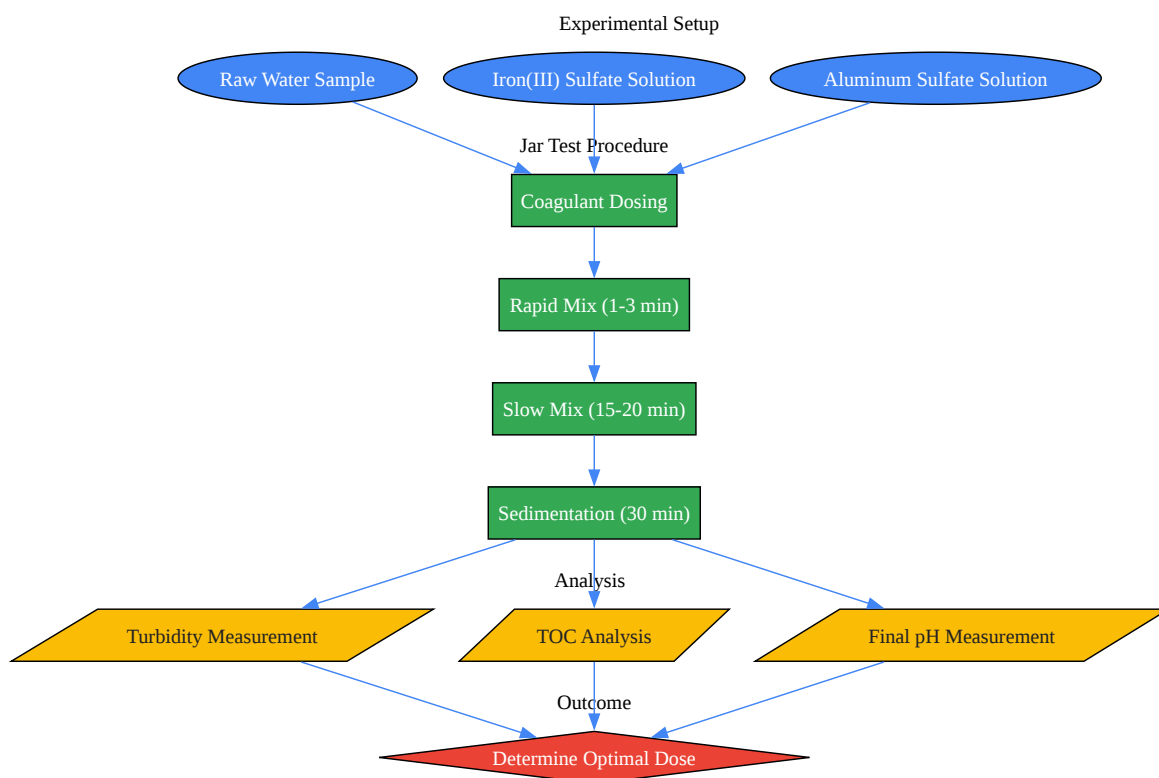 Experimental Setup
Raw Water Sample
Iron(III) Sulfate Solution
Aluminum Sulfate Solution
Jar Test Procedure
Coagulant Dosing
Rapid Mix (1-3 min)
Slow Mix (15-20 min)
Sedimentation (30 min)
Analysis
Turbidity Measurement
TOC Analysis
Final pH Measurement
Outcome
Determine Optimal Dose